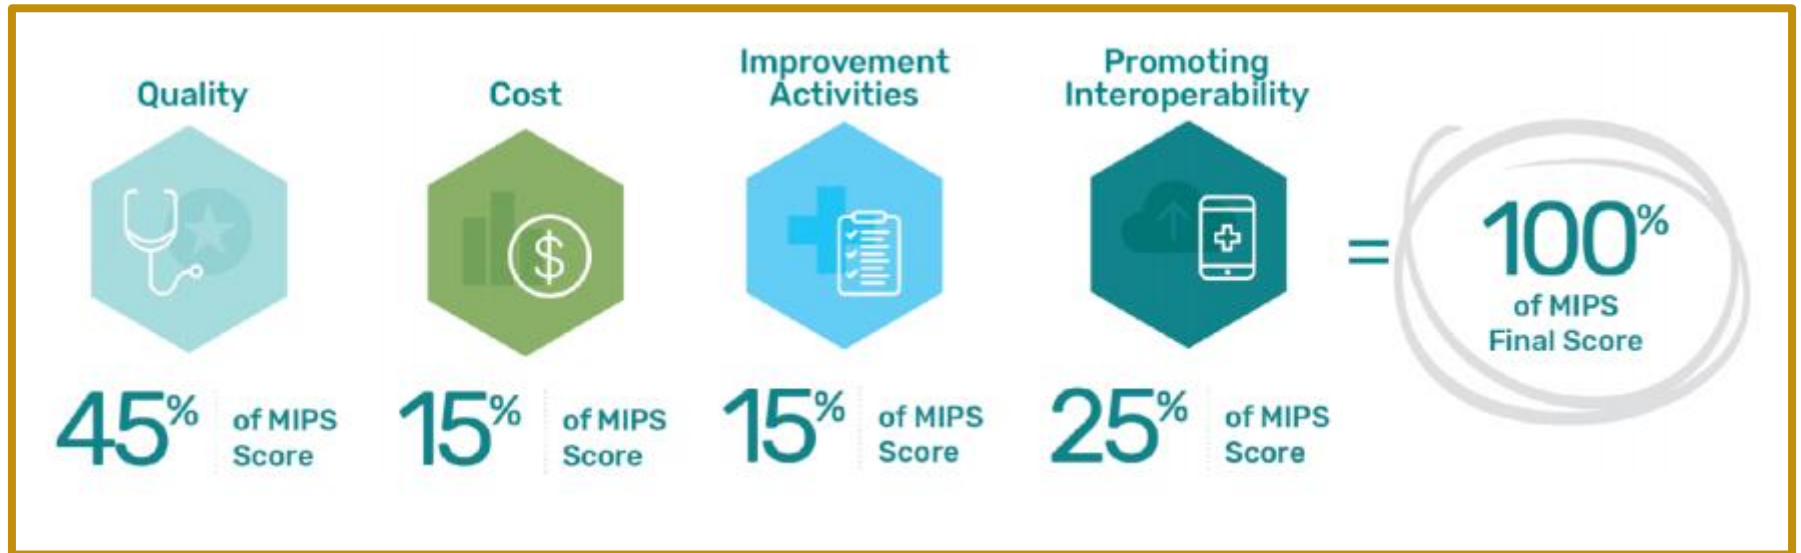 Quality
Cost
Improvement
Activities
Promoting
Interoperability
$
45%
of MIPS
Score
15%
of MIPS
Score
15%
of MIPS
Score
25%
of MIPS
Score
=
100%
of MIPS
Final Score